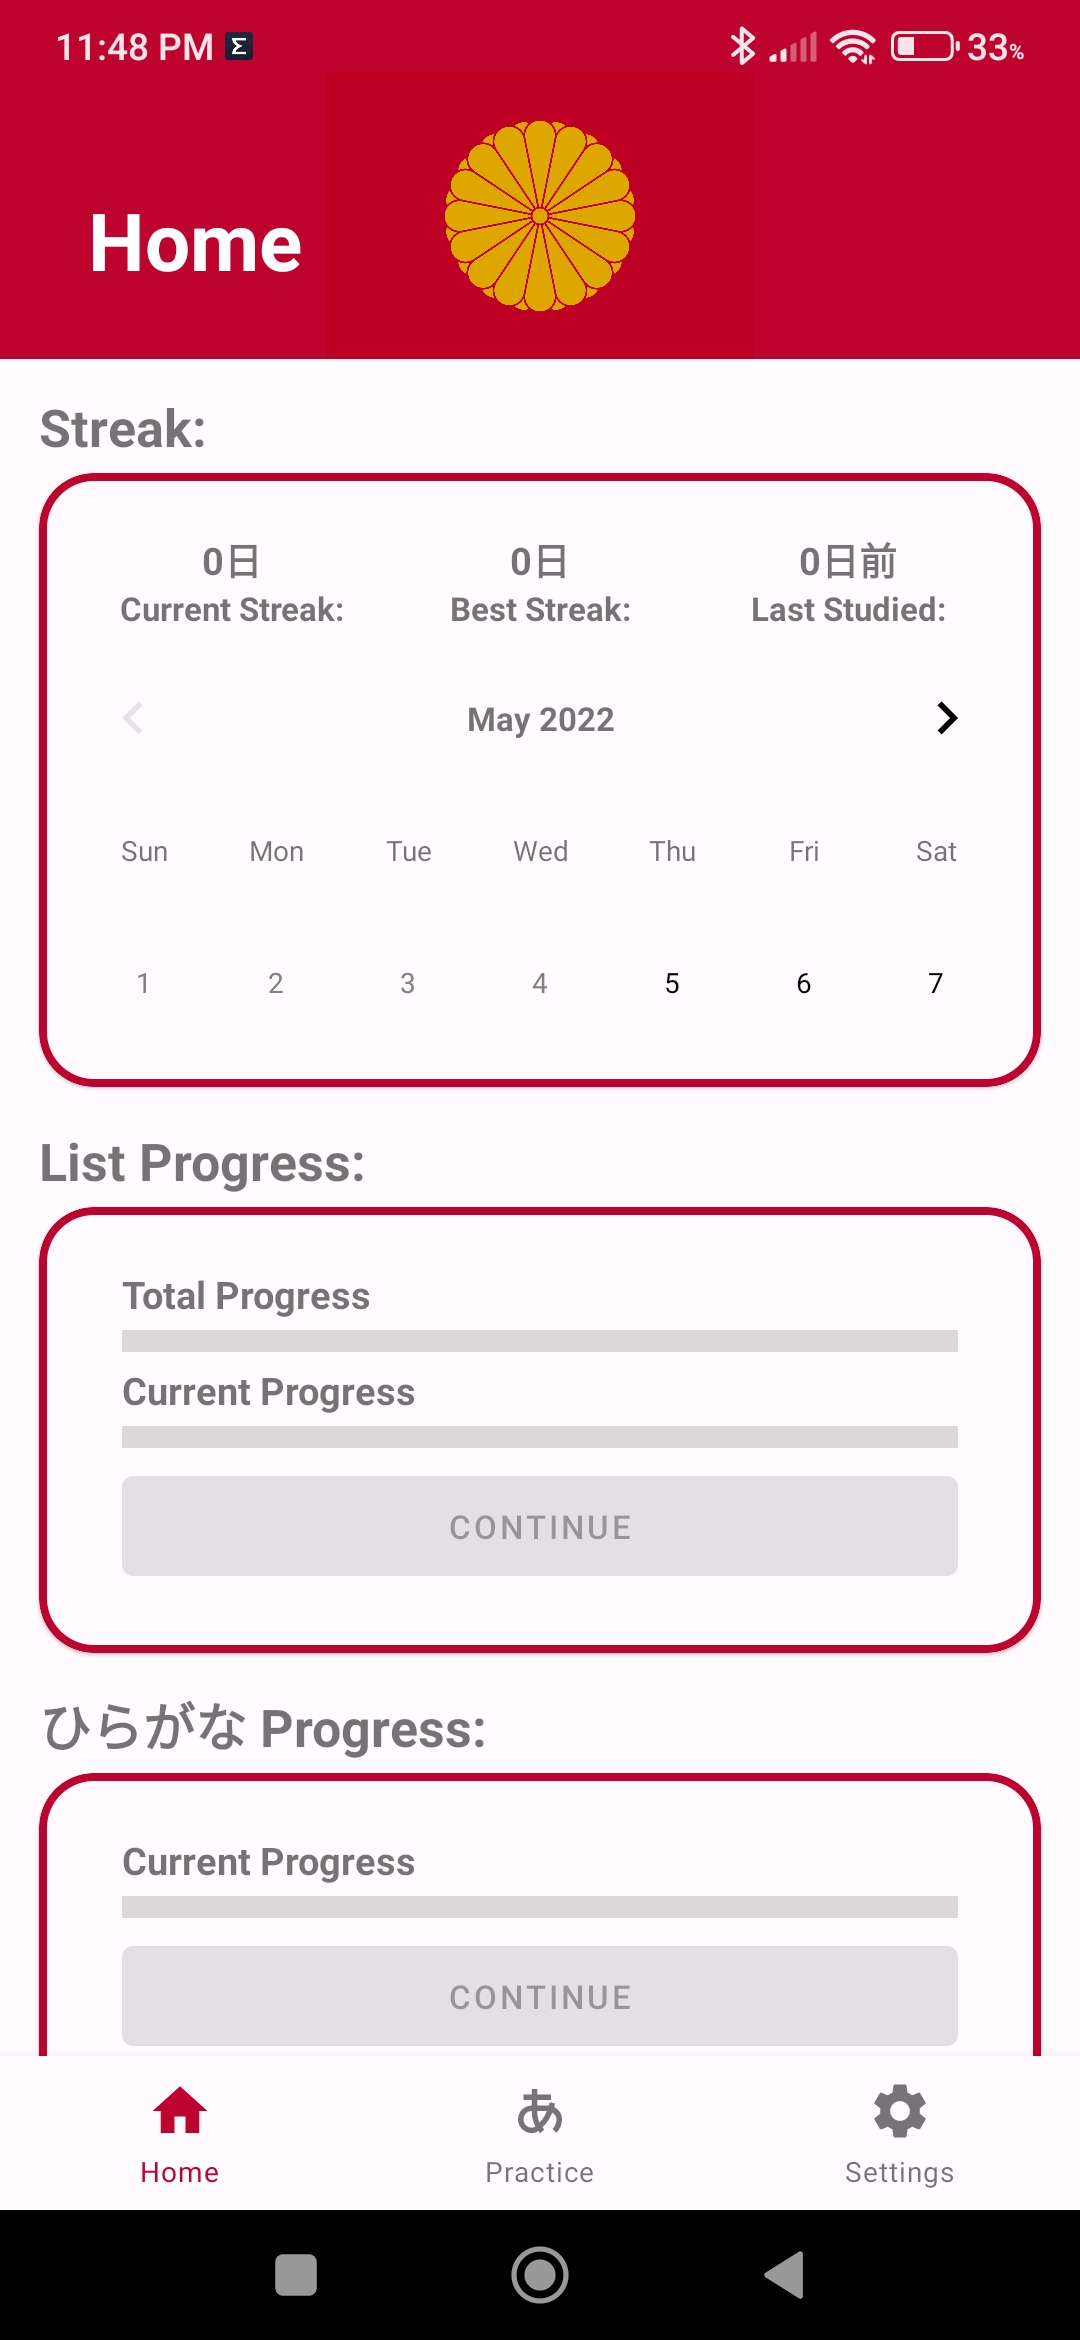 11:48 PM Σ 33%
Home
Streak:
0日 0日 0日前
Current Streak: Best Streak: Last Studied:
May 2022
Sun Mon Tue Wed Thu Fri Sat
1 2 3 4 5 6 7
List Progress:
Total Progress
Current Progress
CONTINUE
ひらがな Progress:
Current Progress
CONTINUE
あ
Home Practice Settings